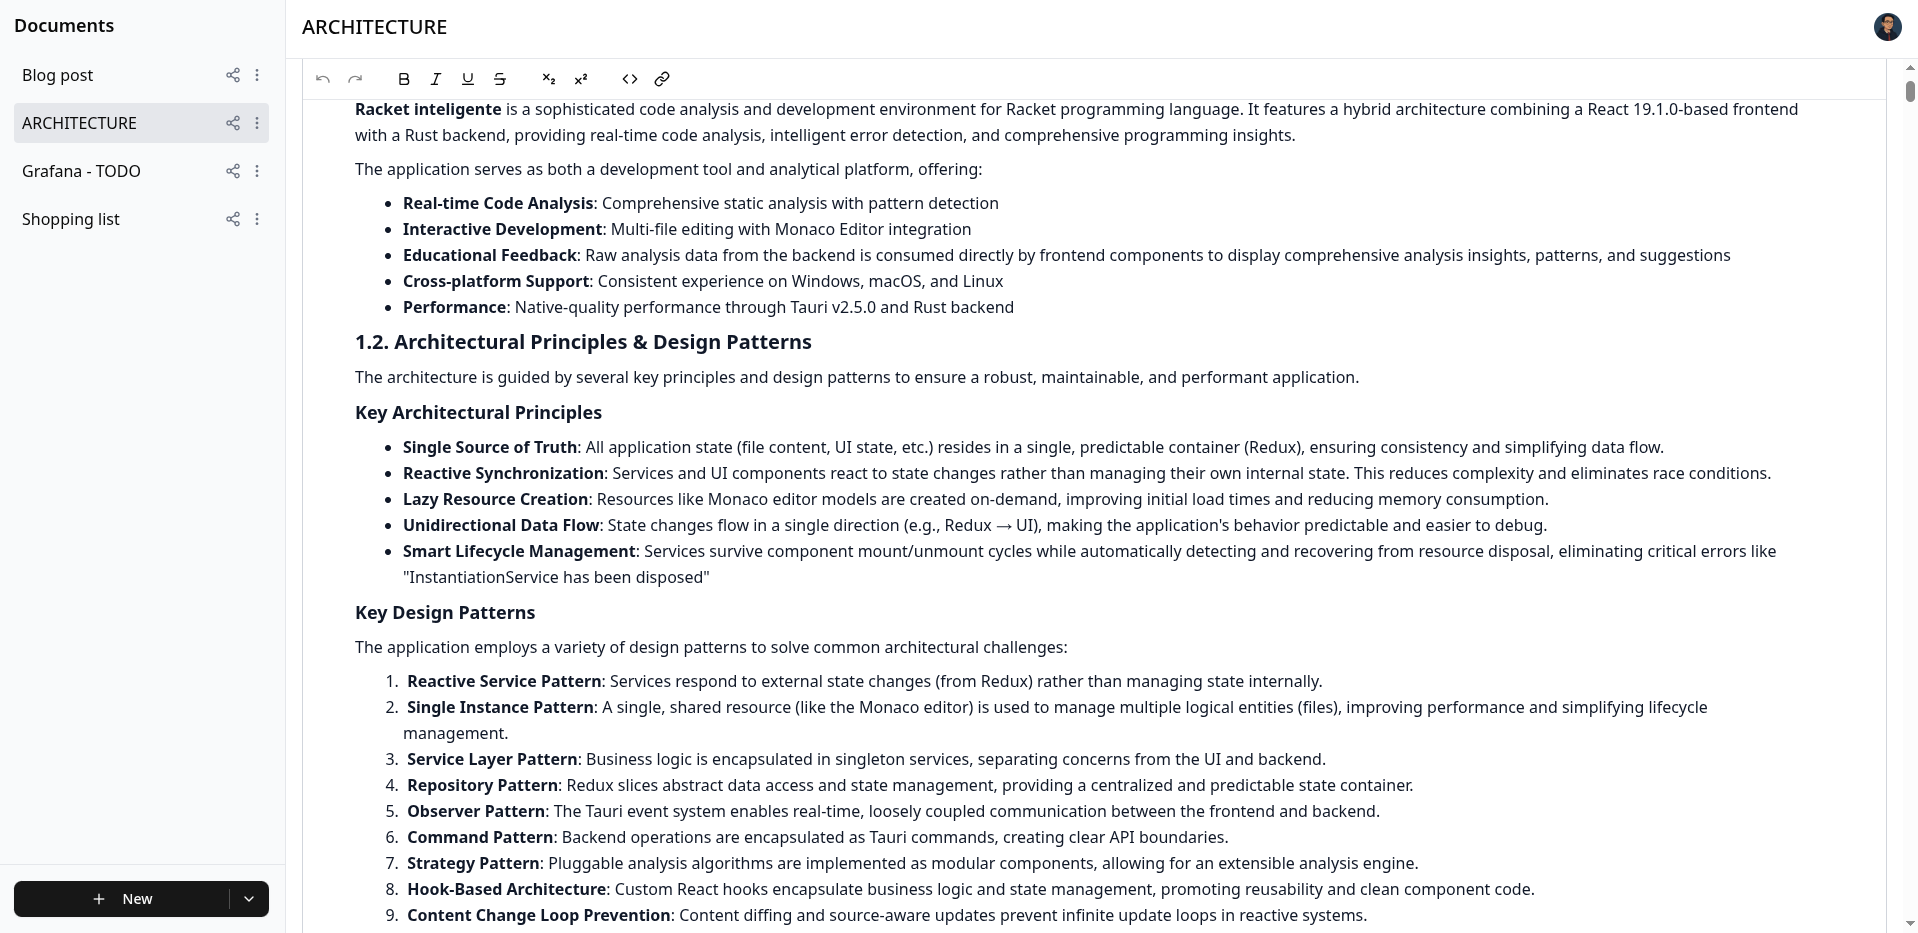 Documents
Blog post
ARCHITECTURE
Grafana - TODO
Shopping list
New
ARCHITECTURE
B I U S X₂ X²
Racket inteligente is a sophisticated code analysis and development environment for Racket programming language. It features a hybrid architecture combining a React 19.1.0-based frontend
with a Rust backend, providing real-time code analysis, intelligent error detection, and comprehensive programming insights.
The application serves as both a development tool and analytical platform, offering:
• Real-time Code Analysis: Comprehensive static analysis with pattern detection
• Interactive Development: Multi-file editing with Monaco Editor integration
• Educational Feedback: Raw analysis data from the backend is consumed directly by frontend components to display comprehensive analysis insights, patterns, and suggestions
• Cross-platform Support: Consistent experience on Windows, macOS, and Linux
• Performance: Native-quality performance through Tauri v2.5.0 and Rust backend
1.2. Architectural Principles & Design Patterns
The architecture is guided by several key principles and design patterns to ensure a robust, maintainable, and performant application.
Key Architectural Principles
• Single Source of Truth: All application state (file content, UI state, etc.) resides in a single, predictable container (Redux), ensuring consistency and simplifying data flow.
• Reactive Synchronization: Services and UI components react to state changes rather than managing their own internal state. This reduces complexity and eliminates race conditions.
• Lazy Resource Creation: Resources like Monaco editor models are created on-demand, improving initial load times and reducing memory consumption.
• Unidirectional Data Flow: State changes flow in a single direction (e.g., Redux → UI), making the application's behavior predictable and easier to debug.
• Smart Lifecycle Management: Services survive component mount/unmount cycles while automatically detecting and recovering from resource disposal, eliminating critical errors like
"InstantiationService has been disposed"
Key Design Patterns
The application employs a variety of design patterns to solve common architectural challenges:
1. Reactive Service Pattern: Services respond to external state changes (from Redux) rather than managing state internally.
2. Single Instance Pattern: A single, shared resource (like the Monaco editor) is used to manage multiple logical entities (files), improving performance and simplifying lifecycle
management.
3. Service Layer Pattern: Business logic is encapsulated in singleton services, separating concerns from the UI and backend.
4. Repository Pattern: Redux slices abstract data access and state management, providing a centralized and predictable state container.
5. Observer Pattern: The Tauri event system enables real-time, loosely coupled communication between the frontend and backend.
6. Command Pattern: Backend operations are encapsulated as Tauri commands, creating clear API boundaries.
7. Strategy Pattern: Pluggable analysis algorithms are implemented as modular components, allowing for an extensible analysis engine.
8. Hook-Based Architecture: Custom React hooks encapsulate business logic and state management, promoting reusability and clean component code.
9. Content Change Loop Prevention: Content diffing and source-aware updates prevent infinite update loops in reactive systems.